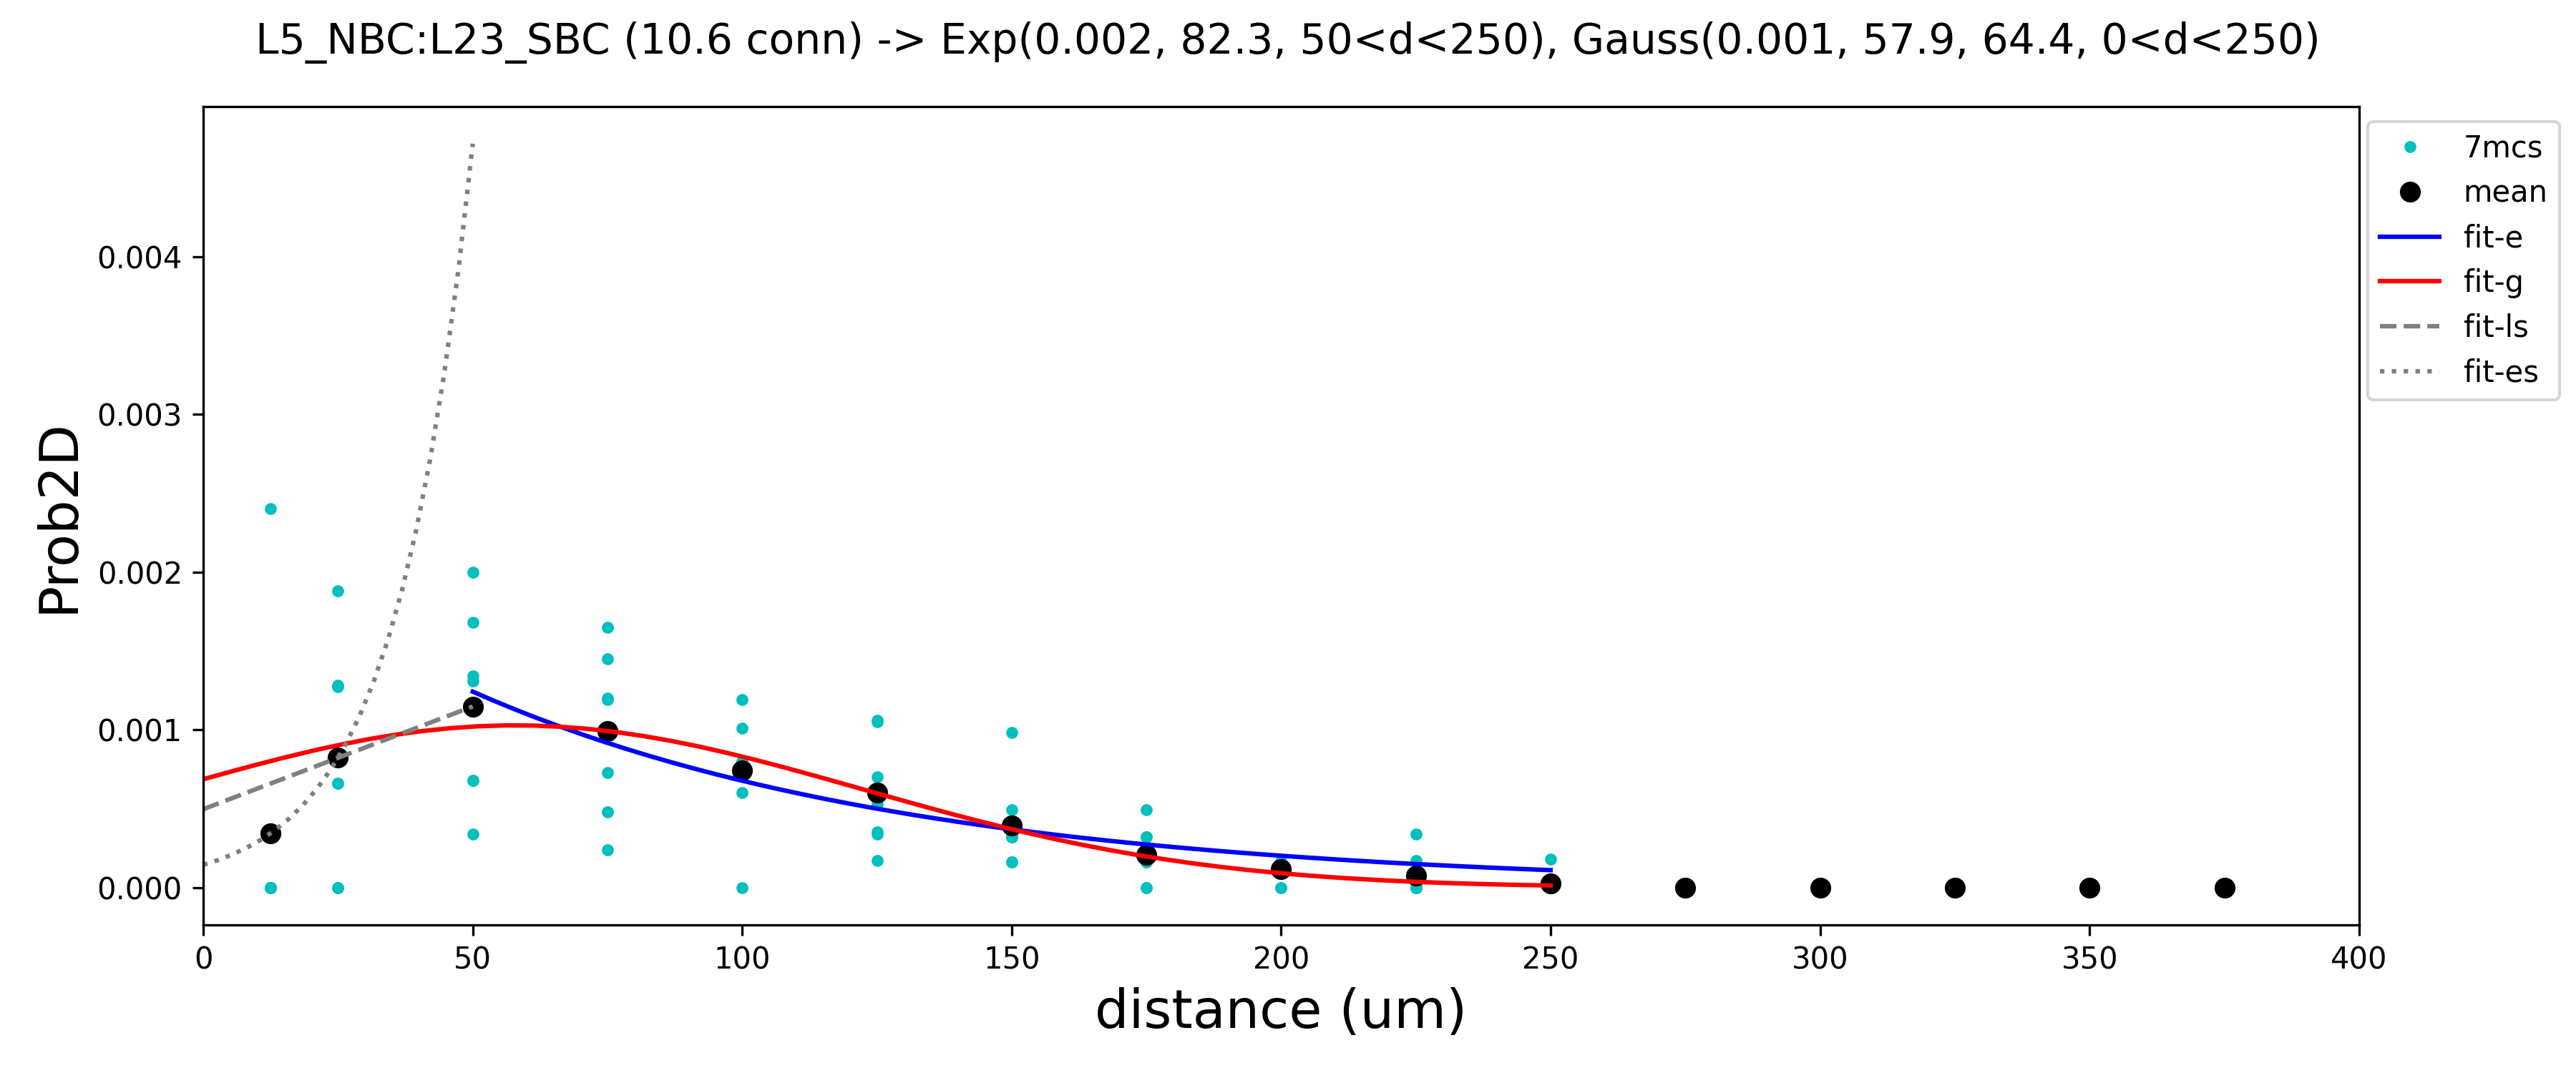 L5_NBC:L23_SBC (10.6 conn) -> Exp(0.002, 82.3, 50<d<250), Gauss(0.001, 57.9, 64.4, 0<d<250)
7mcs
mean
fit-e
fit-g
fit-ls
fit-es
Prob2D
0.004
0.003
0.002
0.001
0.000
0 50 100 150 200 250 300 350 400
distance (um)